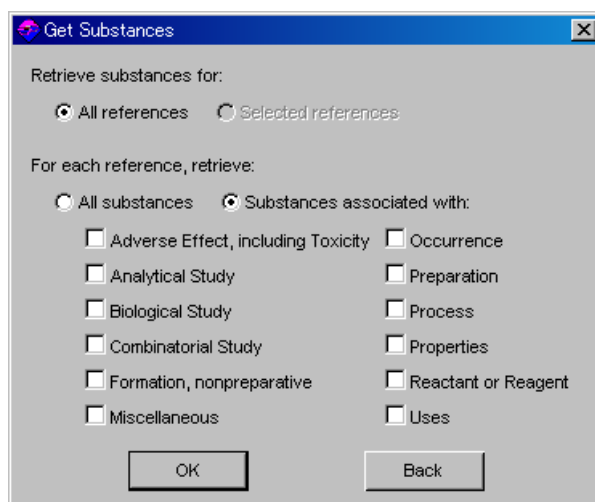 Get Substances
Retrieve substances for:
All references Selected references
For each reference, retrieve:
All substances Substances associated with:
Adverse Effect, including Toxicity Occurrence
Analytical Study Preparation
Biological Study Process
Combinatorial Study Properties
Formation, nonpreparative Reactant or Reagent
Miscellaneous Uses
OK Back